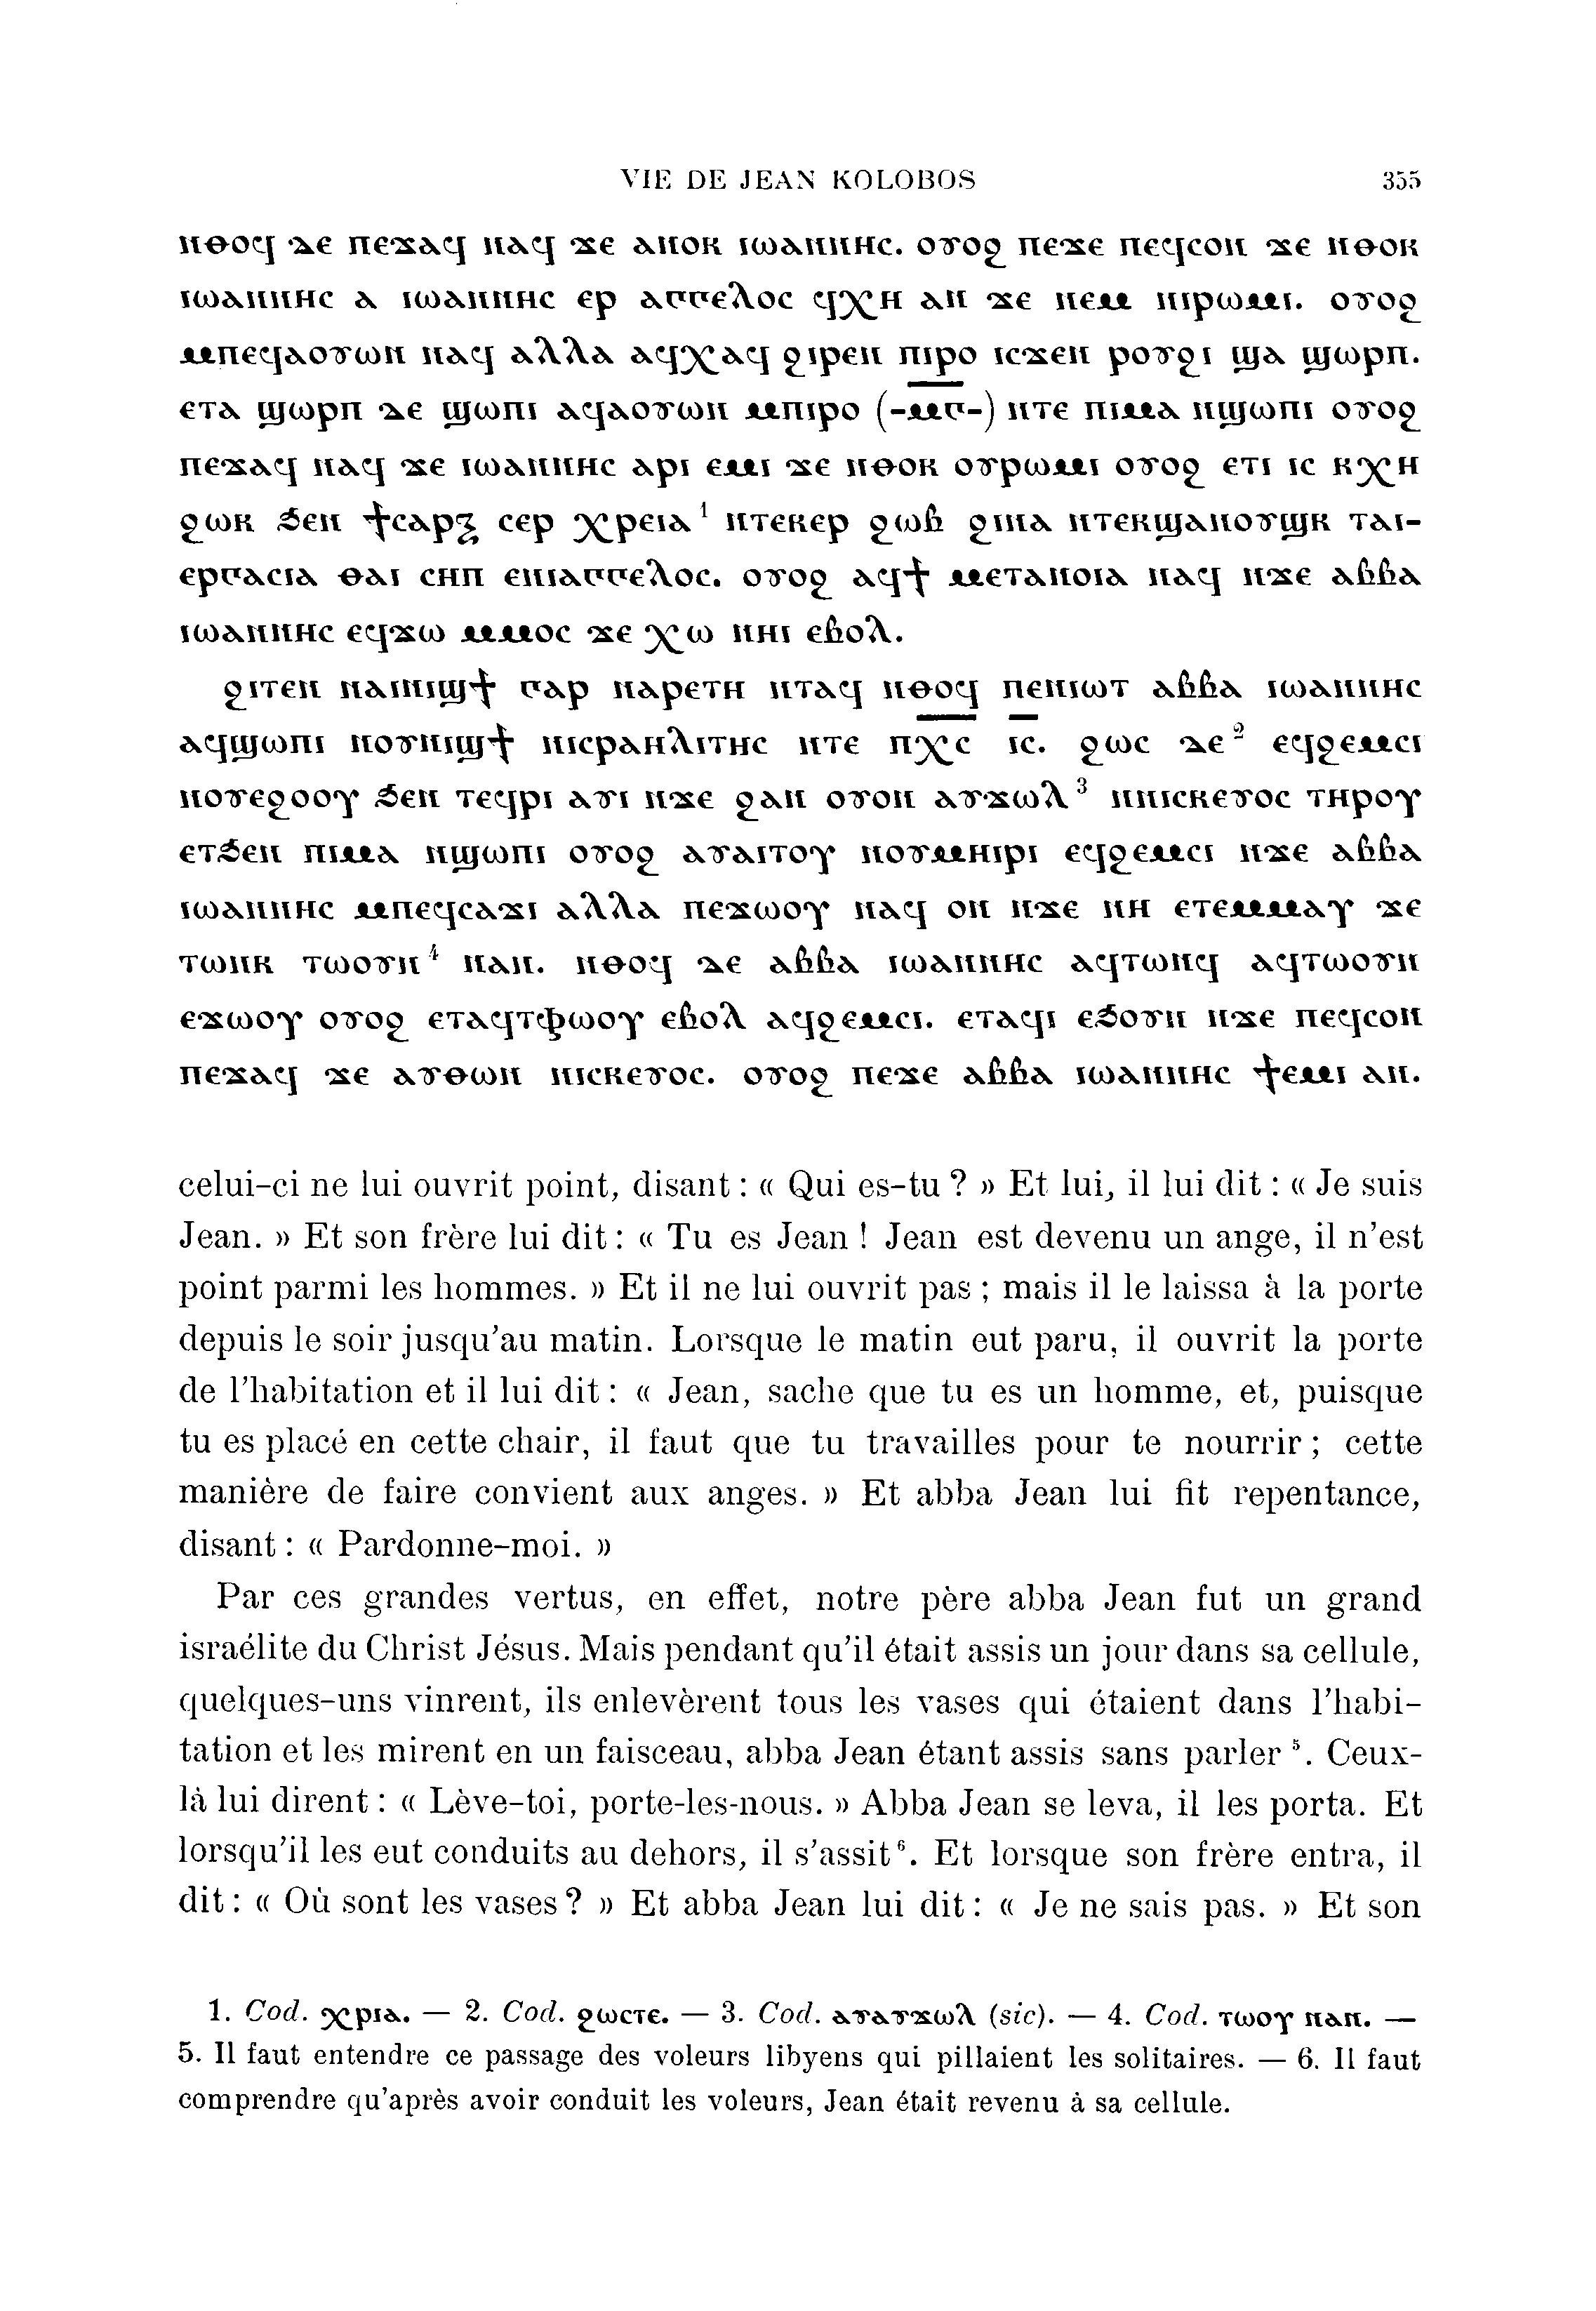 VIE DE JEAN KOLOBOS 355
ⲛⲑⲟϥ ⲇⲉ ⲡⲉϫⲁϥ ⲛⲁϥ ϫⲉ ⲁⲛⲟⲕ ⲓⲱⲁⲛⲛⲏⲥ. ⲟⲩⲟϩ ⲡⲉϫⲉ ⲡⲉϥⲥⲟⲛ ϫⲉ ⲛⲑⲟⲕ
ⲓⲱⲁⲛⲛⲏⲥ ⲁ ⲓⲱⲁⲛⲛⲏⲥ ⲉⲣ ⲁⲅⲅⲉⲗⲟⲥ ϥⲭⲏ ⲁⲛ ϫⲉ ⲛⲉⲙ ⲛⲓⲣⲱⲙⲓ. ⲟⲩⲟϩ
ⲙⲡⲉϥⲁⲟⲩⲱⲛ ⲛⲁϥ ⲁⲗⲗⲁ ⲁϥⲭⲁϥ ϩⲓⲣⲉⲛ ⲡⲓⲣⲟ ⲓⲥϫⲉⲛ ⲣⲟⲩϩⲓ ϣⲁ ϣⲱⲣⲡ.
ⲉⲧⲁ ϣⲱⲣⲡ ⲇⲉ ϣⲱⲡⲓ ⲁϥⲁⲟⲩⲱⲛ ⲙⲡⲓⲣⲟ (-ⲙ̅ⲅ̅-) ⲛⲧⲉ ⲡⲓⲙⲁ ⲛϣⲱⲡⲓ ⲟⲩⲟϩ
ⲡⲉϫⲁϥ ⲛⲁϥ ϫⲉ ⲓⲱⲁⲛⲛⲏⲥ ⲁⲣⲓ ⲉⲙⲓ ϫⲉ ⲛⲑⲟⲕ ⲟⲩⲣⲱⲙⲓ ⲟⲩⲟϩ ⲉⲧⲓ ⲓⲥ ⲕⲭⲏ
ϩⲱⲕ ϧⲉⲛ ϯⲥⲁⲣⲝ ⲥⲉⲣ ⲭⲣⲉⲓⲁ¹ ⲛⲧⲉⲕⲉⲣ ϩⲱⲃ ϩⲓⲛⲁ ⲛⲧⲉⲕϣⲁⲛⲟⲩϣⲕ ⲧⲁⲓ-
ⲉⲣⲅⲁⲥⲓⲁ ⲑⲁⲓ ⲥⲏⲡ ⲉⲛⲓⲁⲅⲅⲉⲗⲟⲥ. ⲟⲩⲟϩ ⲁϥϯ ⲙⲉⲧⲁⲛⲟⲓⲁ ⲛⲁϥ ⲛϫⲉ ⲁⲃⲃⲁ
ⲓⲱⲁⲛⲛⲏⲥ ⲉϥϫⲱ ⲙⲙⲟⲥ ϫⲉ ⲭⲱ ⲛⲏⲓ ⲉⲃⲟⲗ.
ϩⲓⲧⲉⲛ ⲛⲁⲓⲛⲓϣϯ ⲅⲁⲣ ⲛⲁⲣⲉⲧⲏ ⲛⲧⲁϥ ⲛⲑⲟϥ ⲡⲉⲛⲓⲱⲧ ⲁⲃⲃⲁ ⲓⲱⲁⲛⲛⲏⲥ
ⲁϥϣⲱⲡⲓ ⲛⲟⲩⲛⲓϣϯ ⲛⲓⲥⲣⲁⲏⲗⲓⲧⲏⲥ ⲛⲧⲉ ⲡⲭ̅ⲥ̅ ⲓ̅ⲥ̅. ϩⲱⲥ ⲇⲉ² ⲉϥϩⲉⲙⲥⲓ
ⲛⲟⲩⲉϩⲟⲟⲩ ϧⲉⲛ ⲧⲉϥⲣⲓ ⲁⲩⲓ ⲛϫⲉ ϩⲁⲛ ⲟⲩⲟⲛ ⲁⲩϫⲱⲗ³ ⲛⲛⲓⲥⲕⲉⲩⲟⲥ ⲧⲏⲣⲟⲩ
ⲉⲧϧⲉⲛ ⲡⲓⲙⲁ ⲛϣⲱⲡⲓ ⲟⲩⲟϩ ⲁⲩⲁⲓⲧⲟⲩ ⲛⲟⲩⲙⲏⲓⲣⲓ ⲉϥϩⲉⲙⲥⲓ ⲛϫⲉ ⲁⲃⲃⲁ
ⲓⲱⲁⲛⲛⲏⲥ ⲙⲡⲉϥⲥⲁϫⲓ ⲁⲗⲗⲁ ⲡⲉϫⲱⲟⲩ ⲛⲁϥ ⲟⲛ ⲛϫⲉ ⲛⲏ ⲉⲧⲉⲙⲙⲁⲩ ϫⲉ
ⲧⲱⲛⲕ ⲧⲱⲟⲩⲛ⁴ ⲛⲁⲛ. ⲛⲑⲟϥ ⲇⲉ ⲁⲃⲃⲁ ⲓⲱⲁⲛⲛⲏⲥ ⲁϥⲧⲱⲛϥ ⲁϥⲧⲱⲟⲩⲛ
ⲉϫⲱⲟⲩ ⲟⲩⲟϩ ⲉⲧⲁϥⲧⲫⲱⲟⲩ ⲉⲃⲟⲗ ⲁϥϩⲉⲙⲥⲓ. ⲉⲧⲁϥⲓ ⲉϧⲟⲩⲛ ⲛϫⲉ ⲡⲉϥⲥⲟⲛ
ⲡⲉϫⲁϥ ϫⲉ ⲁⲩⲑⲱⲛ ⲛⲓⲥⲕⲉⲩⲟⲥ. ⲟⲩⲟϩ ⲡⲉϫⲉ ⲁⲃⲃⲁ ⲓⲱⲁⲛⲛⲏⲥ ϯⲉⲙⲓ ⲁⲛ.
celui-ci ne lui ouvrit point, disant : « Qui es-tu ? » Et lui, il lui dit : « Je suis
Jean. » Et son frère lui dit : « Tu es Jean ! Jean est devenu un ange, il n'est
point parmi les hommes. » Et il ne lui ouvrit pas ; mais il le laissa à la porte
depuis le soir jusqu'au matin. Lorsque le matin eut paru, il ouvrit la porte
de l'habitation et il lui dit : « Jean, sache que tu es un homme, et, puisque
tu es placé en cette chair, il faut que tu travailles pour te nourrir ; cette
manière de faire convient aux anges. » Et abba Jean lui fit repentance,
disant : « Pardonne-moi. »
Par ces grandes vertus, en effet, notre père abba Jean fut un grand
israélite du Christ Jésus. Mais pendant qu'il était assis un jour dans sa cellule,
quelques-uns vinrent, ils enlevèrent tous les vases qui étaient dans l'habi-
tation et les mirent en un faisceau, abba Jean étant assis sans parler ⁵. Ceux-
là lui dirent : « Lève-toi, porte-les-nous. » Abba Jean se leva, il les porta. Et
lorsqu'il les eut conduits au dehors, il s'assit⁶. Et lorsque son frère entra, il
dit : « Où sont les vases ? » Et abba Jean lui dit : « Je ne sais pas. » Et son
1. Cod. ⲭⲣⲓⲁ. — 2. Cod. ϩⲱⲥⲧⲉ. — 3. Cod. ⲁⲩⲁⲩϫⲱⲗ (sic). — 4. Cod. ⲧⲱⲟⲩ ⲛⲁⲛ. —
5. Il faut entendre ce passage des voleurs libyens qui pillaient les solitaires. — 6. Il faut
comprendre qu'après avoir conduit les voleurs, Jean était revenu à sa cellule.